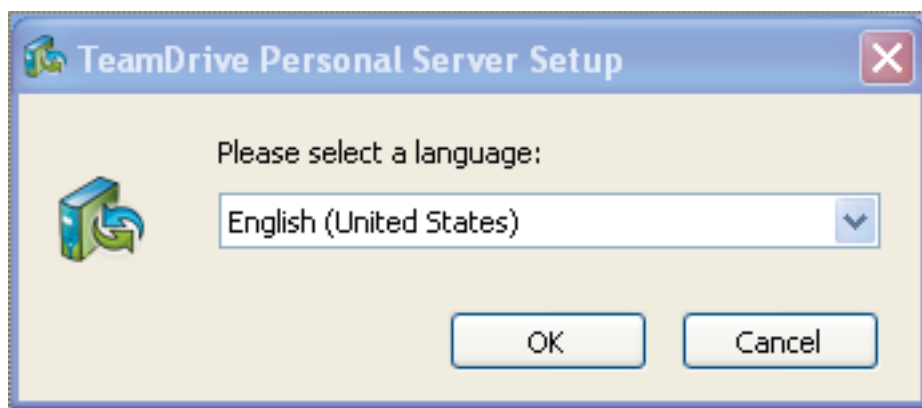 TeamDrive Personal Server Setup
Please select a language:
English (United States)
OK Cancel